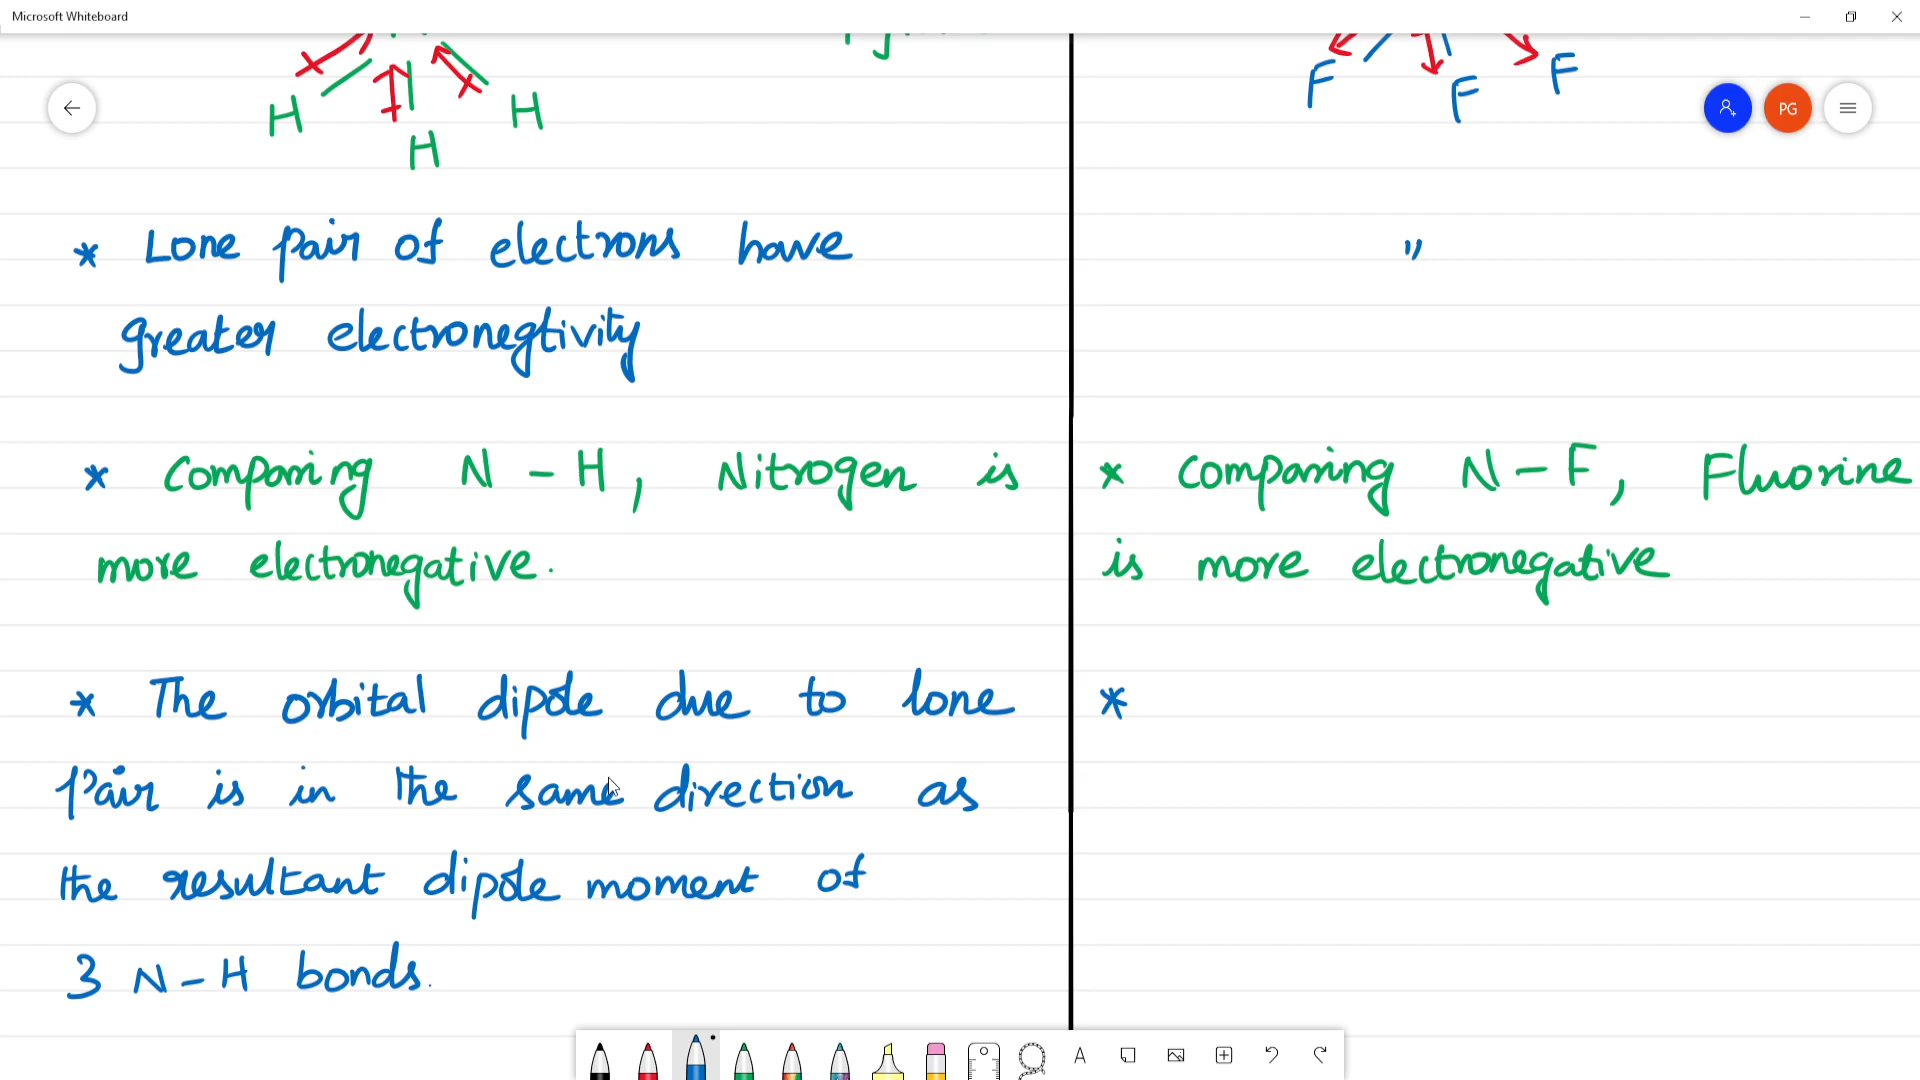 Microsoft Whiteboard
H
H
H
F
F
F
PG
* Lone pair of electrons have
greater electronegtivity
"
* Comparing N - H, Nitrogen is
more electronegative.
* Comparing N - F, Fluorine
is more electronegative
* The orbital dipole due to lone
pair is in the same direction as
the resultant dipole moment of
3 N - H bonds.
*
A